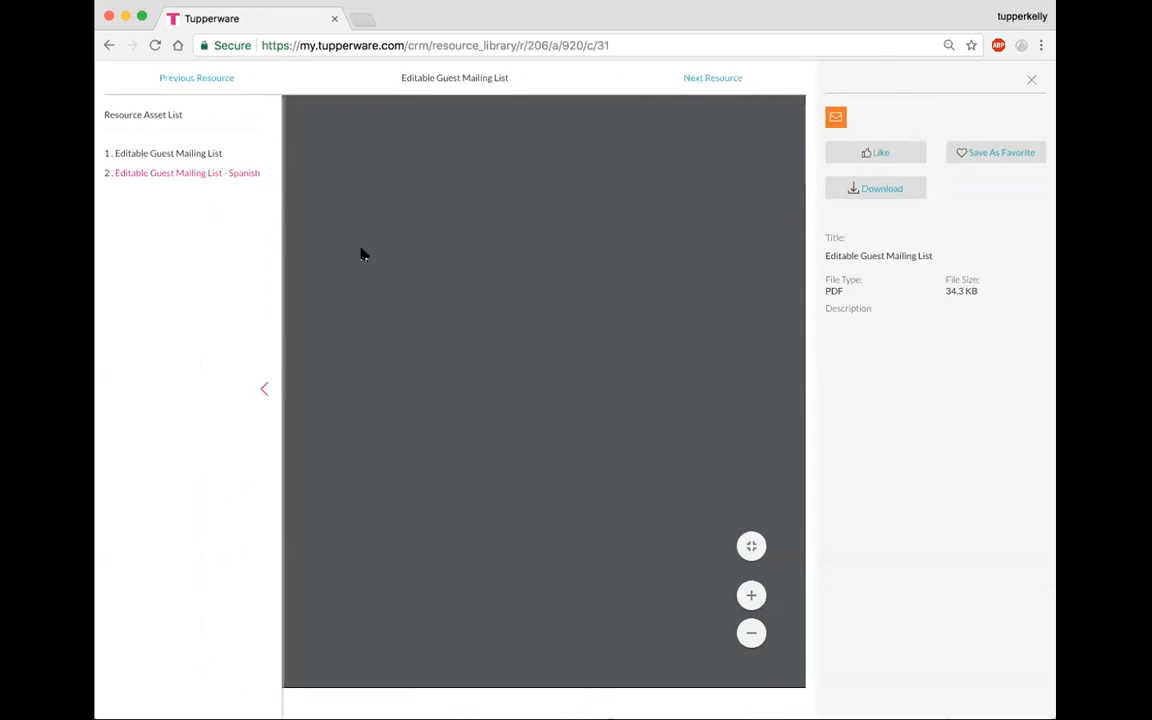 Tupperware
tupperkelly
Secure https://my.tupperware.com/crm/resource_library/r/206/a/920/c/31
ABP
Previous Resource
Editable Guest Mailing List
Next Resource
Resource Asset List
1. Editable Guest Mailing List
2. Editable Guest Mailing List - Spanish
Like
Save As Favorite
Download
Title:
Editable Guest Mailing List
File Type:
File Size:
PDF
34.3 KB
Description